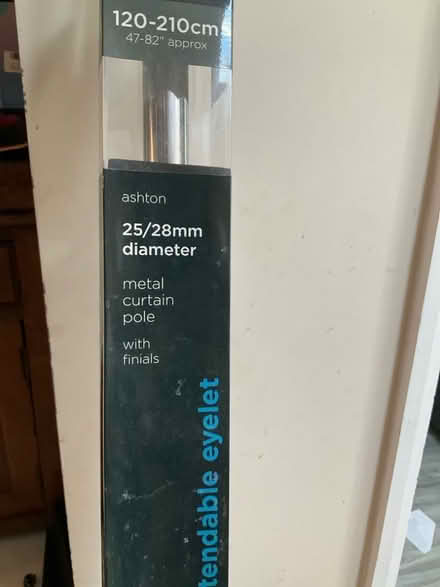 120-210cm
47-82" approx
ashton
25/28mm
diameter
metal
curtain
pole
with
finials
tendable eyelet